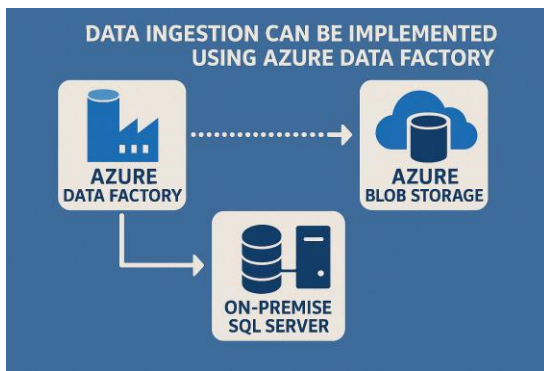 DATA INGESTION CAN BE IMPLEMENTED
USING AZURE DATA FACTORY
AZURE
DATA FACTORY
AZURE
BLOB STORAGE
ON-PREMISE
SQL SERVER